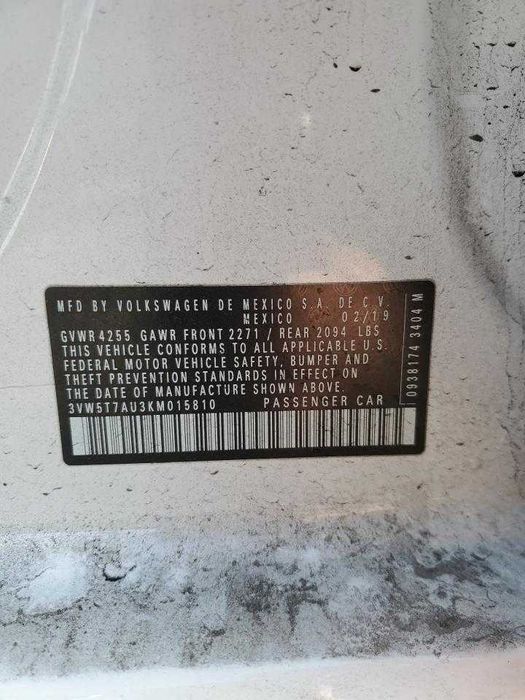 MFD BY VOLKSWAGEN DE MEXICO S.A. DE C.V.
MEXICO 02/19
GVWR 4255 GAWR FRONT 2271 / REAR 2094 LBS
THIS VEHICLE CONFORMS TO ALL APPLICABLE U.S.
FEDERAL MOTOR VEHICLE SAFETY, BUMPER AND
THEFT PREVENTION STANDARDS IN EFFECT ON
THE DATE OF MANUFACTURE SHOWN ABOVE.
3VW5T7AU3KM015810 PASSENGER CAR
0938174 3404 M